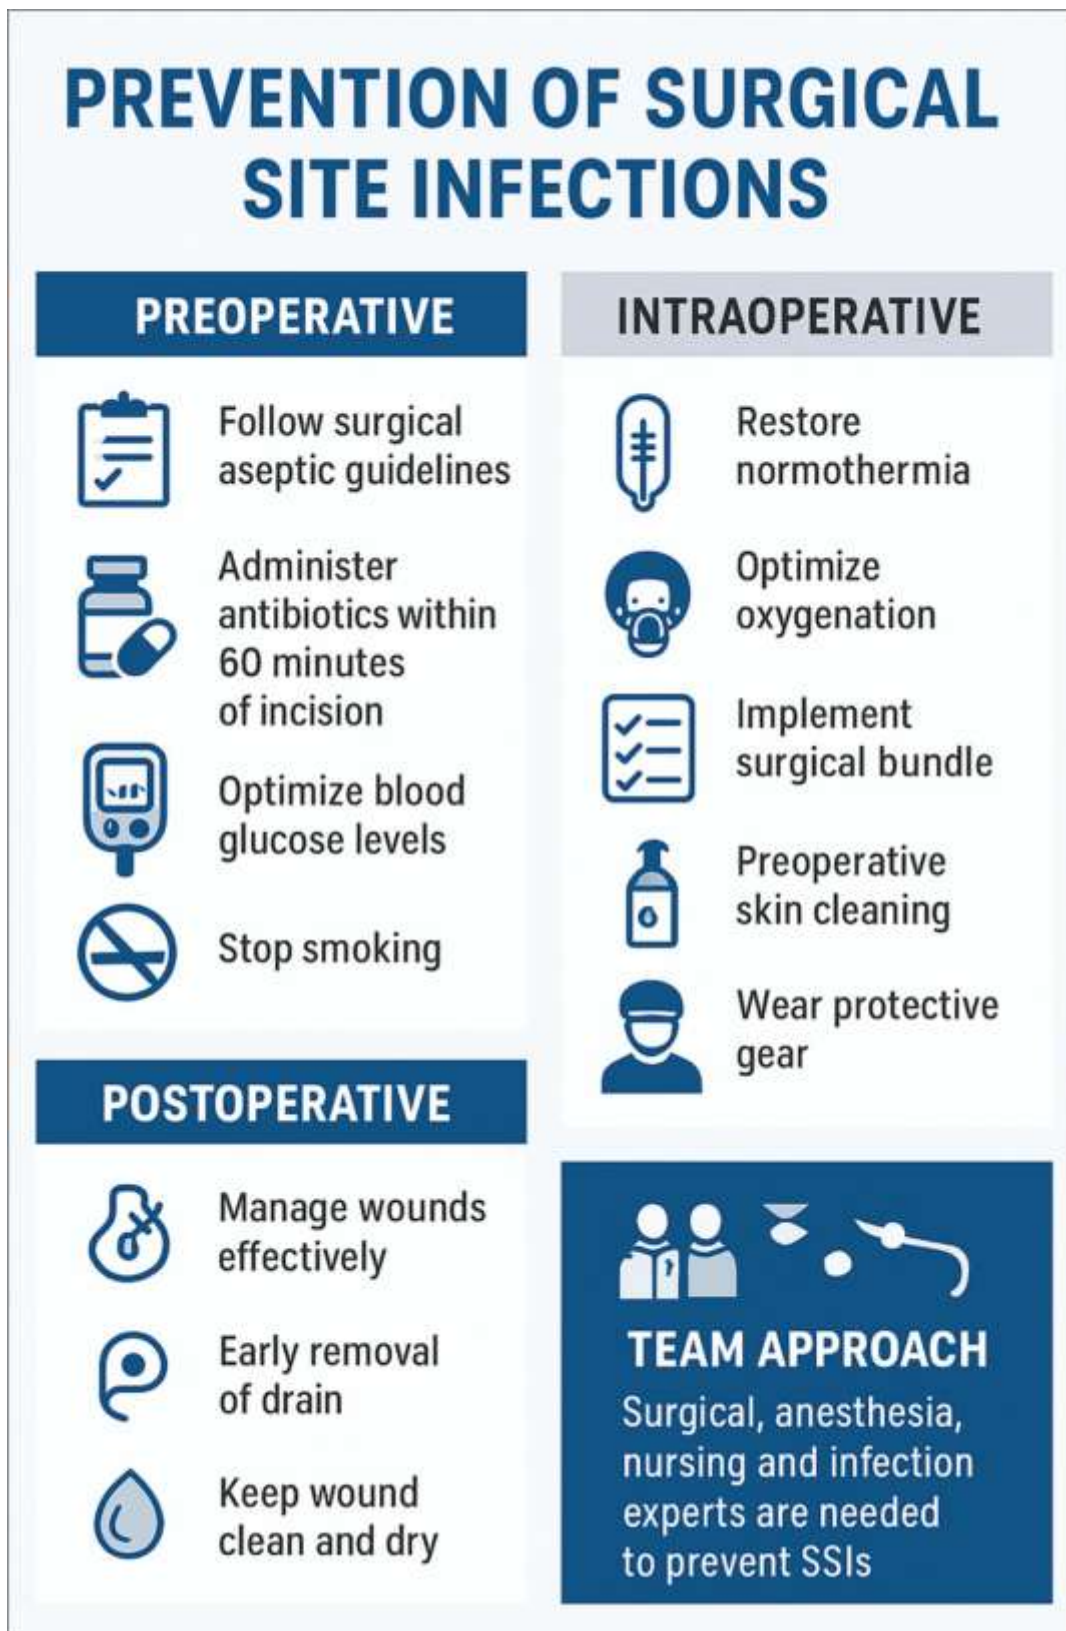 PREVENTION OF SURGICAL
SITE INFECTIONS
PREOPERATIVE
Follow surgical
aseptic guidelines
Administer
antibiotics within
60 minutes
of incision
Optimize blood
glucose levels
Stop smoking
POSTOPERATIVE
Manage wounds
effectively
Early removal
of drain
Keep wound
clean and dry
INTRAOPERATIVE
Restore
normothermia
Optimize
oxygenation
Implement
surgical bundle
Preoperative
skin cleaning
Wear protective
gear
TEAM APPROACH
Surgical, anesthesia,
nursing and infection
experts are needed
to prevent SSIs